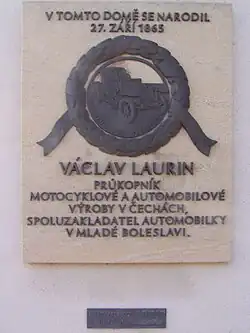 V TOMTO DOMĚ SE NARODIL
27. ZÁŘÍ 1865
VÁCLAV LAURIN
PRŮKOPNÍK
MOTOCYKLOVÉ A AUTOMOBILOVÉ
VÝROBY V ČECHÁCH,
SPOLUZAKLADATEL AUTOMOBILKY
V MLADÉ BOLESLAVI.